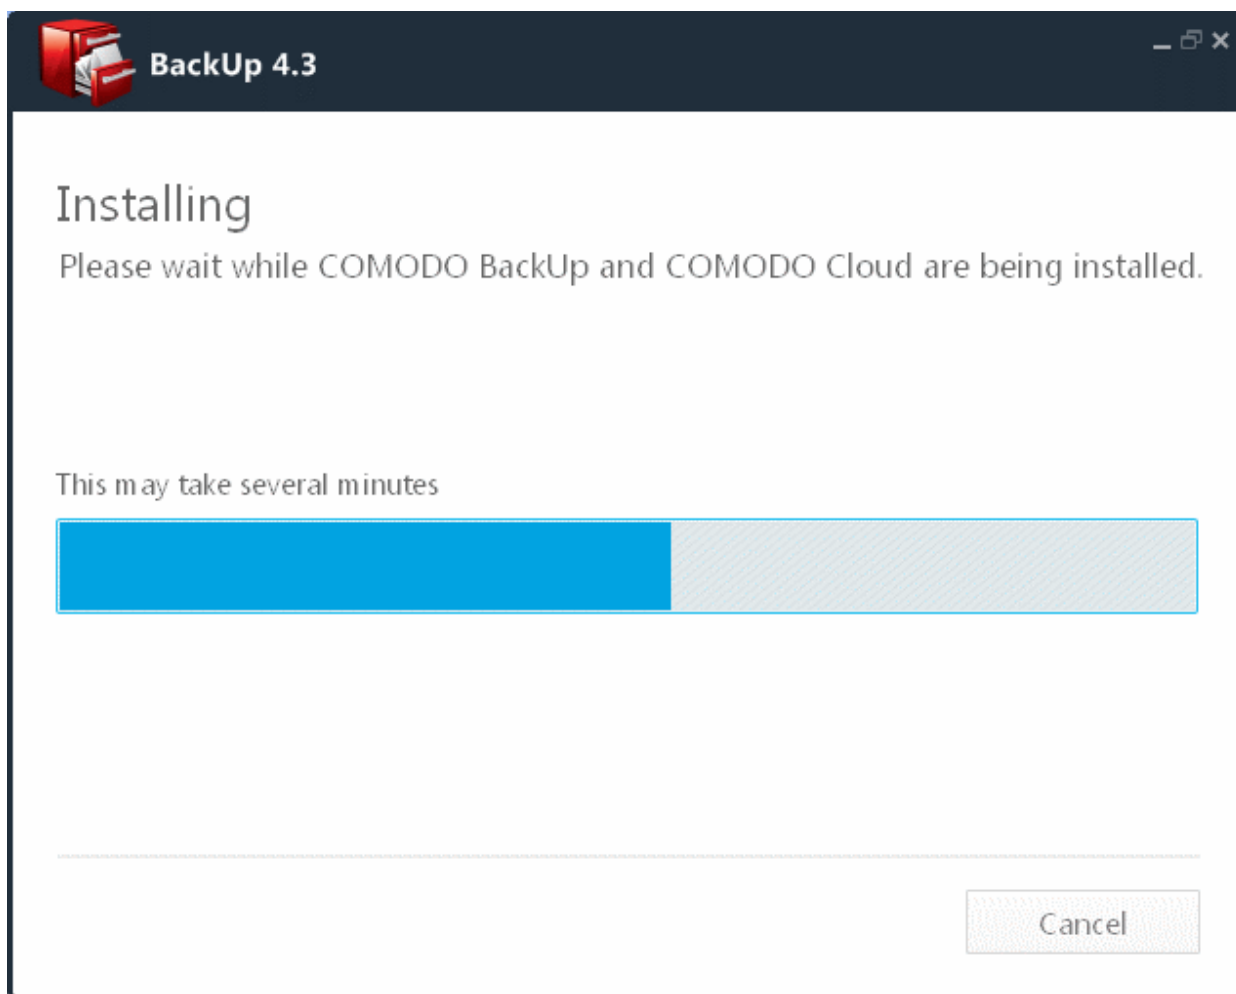 BackUp 4.3
Installing
Please wait while COMODO BackUp and COMODO Cloud are being installed.
This may take several minutes
Cancel